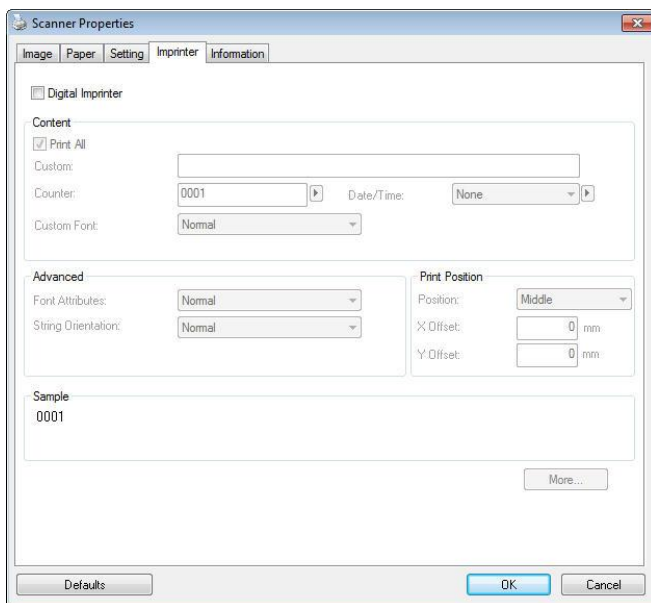 Scanner Properties
Image Paper Setting Imprinter Information
Digital Imprinter
Content
Print All
Custom:
Counter: 0001 Date/Time: None
Custom Font: Normal
Advanced
Font Attributes: Normal
String Orientation: Normal
Print Position
Position: Middle
X Offset: 0 mm
Y Offset: 0 mm
Sample
0001
More...
Defaults OK Cancel